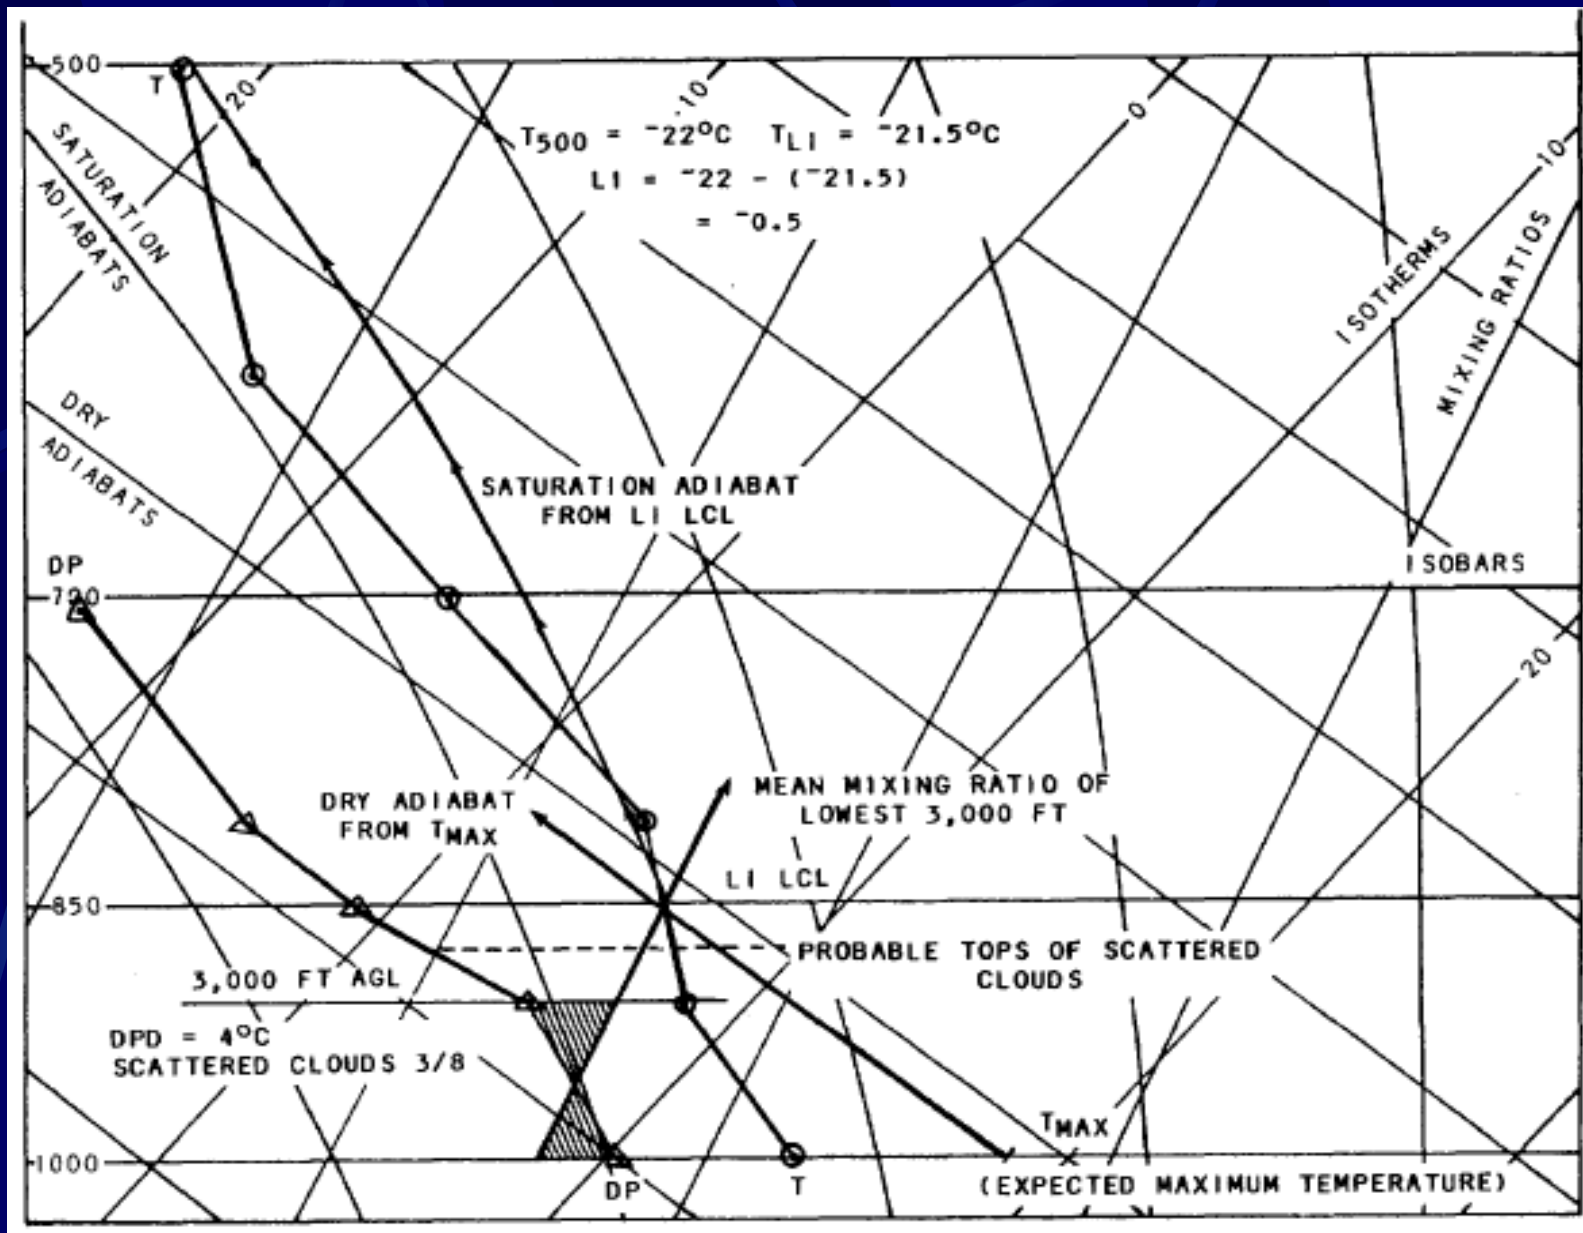 500
T
20
-10
0
-10
T500 = -22°C TLI = -21.5°C
LI = -22 - (-21.5)
= -0.5
SATURATION
ADIABATS
ISOTHERMS
MIXING RATIOS
DRY
ADIABATS
SATURATION ADIABAT
FROM LI LCL
ISOBARS
DP
700
20
DRY ADIABAT
FROM TMAX
MEAN MIXING RATIO OF
LOWEST 3,000 FT
LI LCL
850
PROBABLE TOPS OF SCATTERED
CLOUDS
3,000 FT AGL
DPD = 4°C
SCATTERED CLOUDS 3/8
TMAX
1000
DP
T
(EXPECTED MAXIMUM TEMPERATURE)